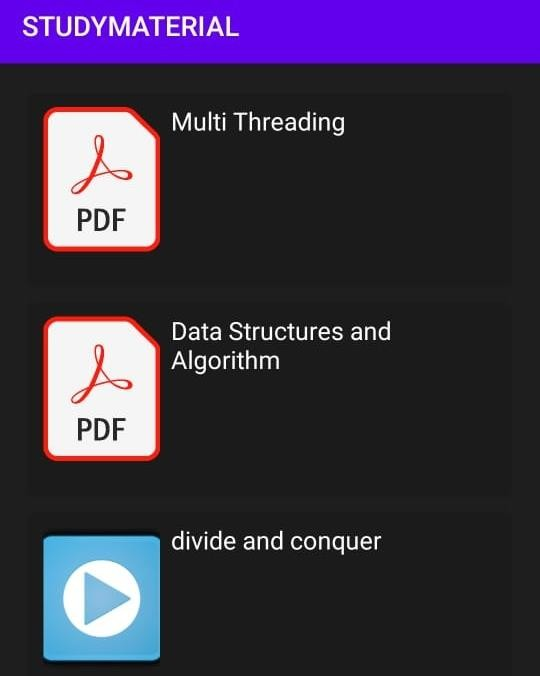 STUDYMATERIAL
Multi Threading
PDF
Data Structures and
Algorithm
PDF
divide and conquer